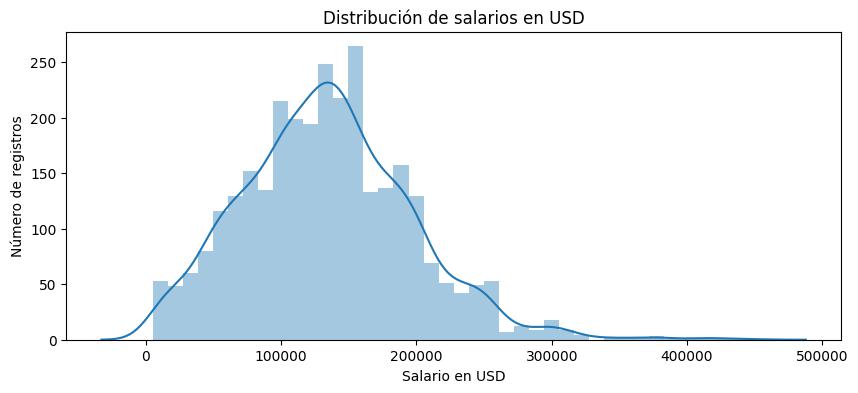 Distribución de salarios en USD
Número de registros
250
200
150
100
50
0
0 100000 200000 300000 400000 500000
Salario en USD